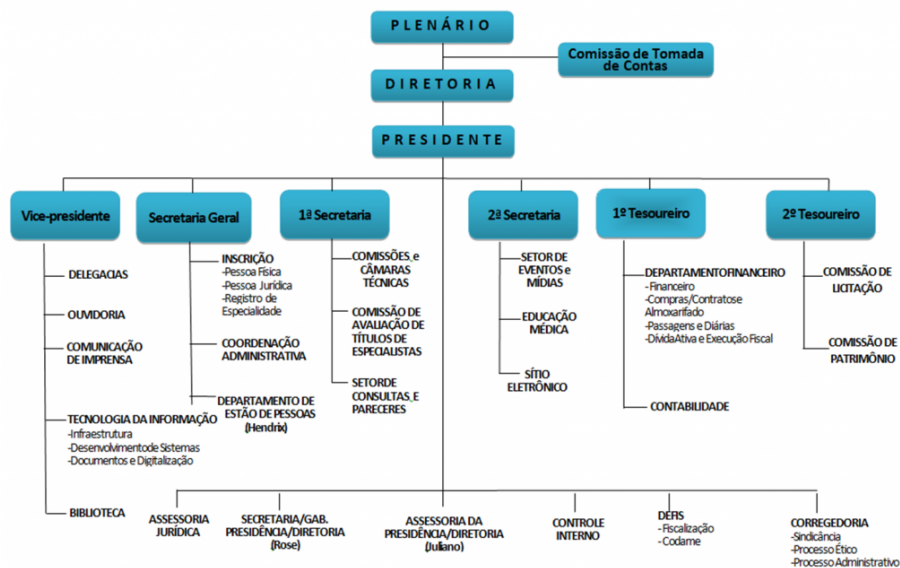 PLENÁRIO
Comissão de Tomada
de Contas
DIRETORIA
PRESIDENTE
Vice-presidente
Secretaria Geral
1ª Secretaria
2ª Secretaria
1º Tesoureiro
2º Tesoureiro
DELEGACIAS
OUVIDORIA
COMUNICAÇÃO
DE IMPRENSA
TECNOLOGIA DA INFORMAÇÃO
-Infraestrutura
-Desenvolvimentode Sistemas
-Documentos e Digitalização
BIBLIOTECA
INSCRIÇÃO
-Pessoa Física
-Pessoa Jurídica
-Registro de
Especialidade
COORDENAÇÃO
ADMINISTRATIVA
DEPARTAMENTO DE
ESTÃO DE PESSOAS
(Hendrix)
COMISSÕES, e
CÂMARAS
TÉCNICAS
COMISSÃO DE
AVALIAÇÃO DE
TÍTULOS DE
ESPECIALISTAS
SETORDE
CONSULTAS, E
PARECERES
SETOR DE
EVENTOS e
MÍDIAS
EDUCAÇÃO
MÉDICA
SÍTIO
ELETRÔNICO
DEPARTAMENTOFINANCEIRO
-Financeiro
-Compras/Contratose
Almoxarifado
-Passagens e Diárias
-DívidaAtiva e Execução Fiscal
CONTABILIDADE
COMISSÃO DE
LICITAÇÃO
COMISSÃO DE
PATRIMÔNIO
ASSESSORIA
JURÍDICA
SECRETARIA/GAB.
PRESIDÊNCIA/DIRETORIA
(Rose)
ASSESSORIA DA
PRESIDÊNCIA/DIRETORIA
(Juliano)
CONTROLE
INTERNO
DEFIS
- Fiscalização
- Codame
CORREGEDORIA
-Sindicância
-Processo Ético
-Processo Administrativo